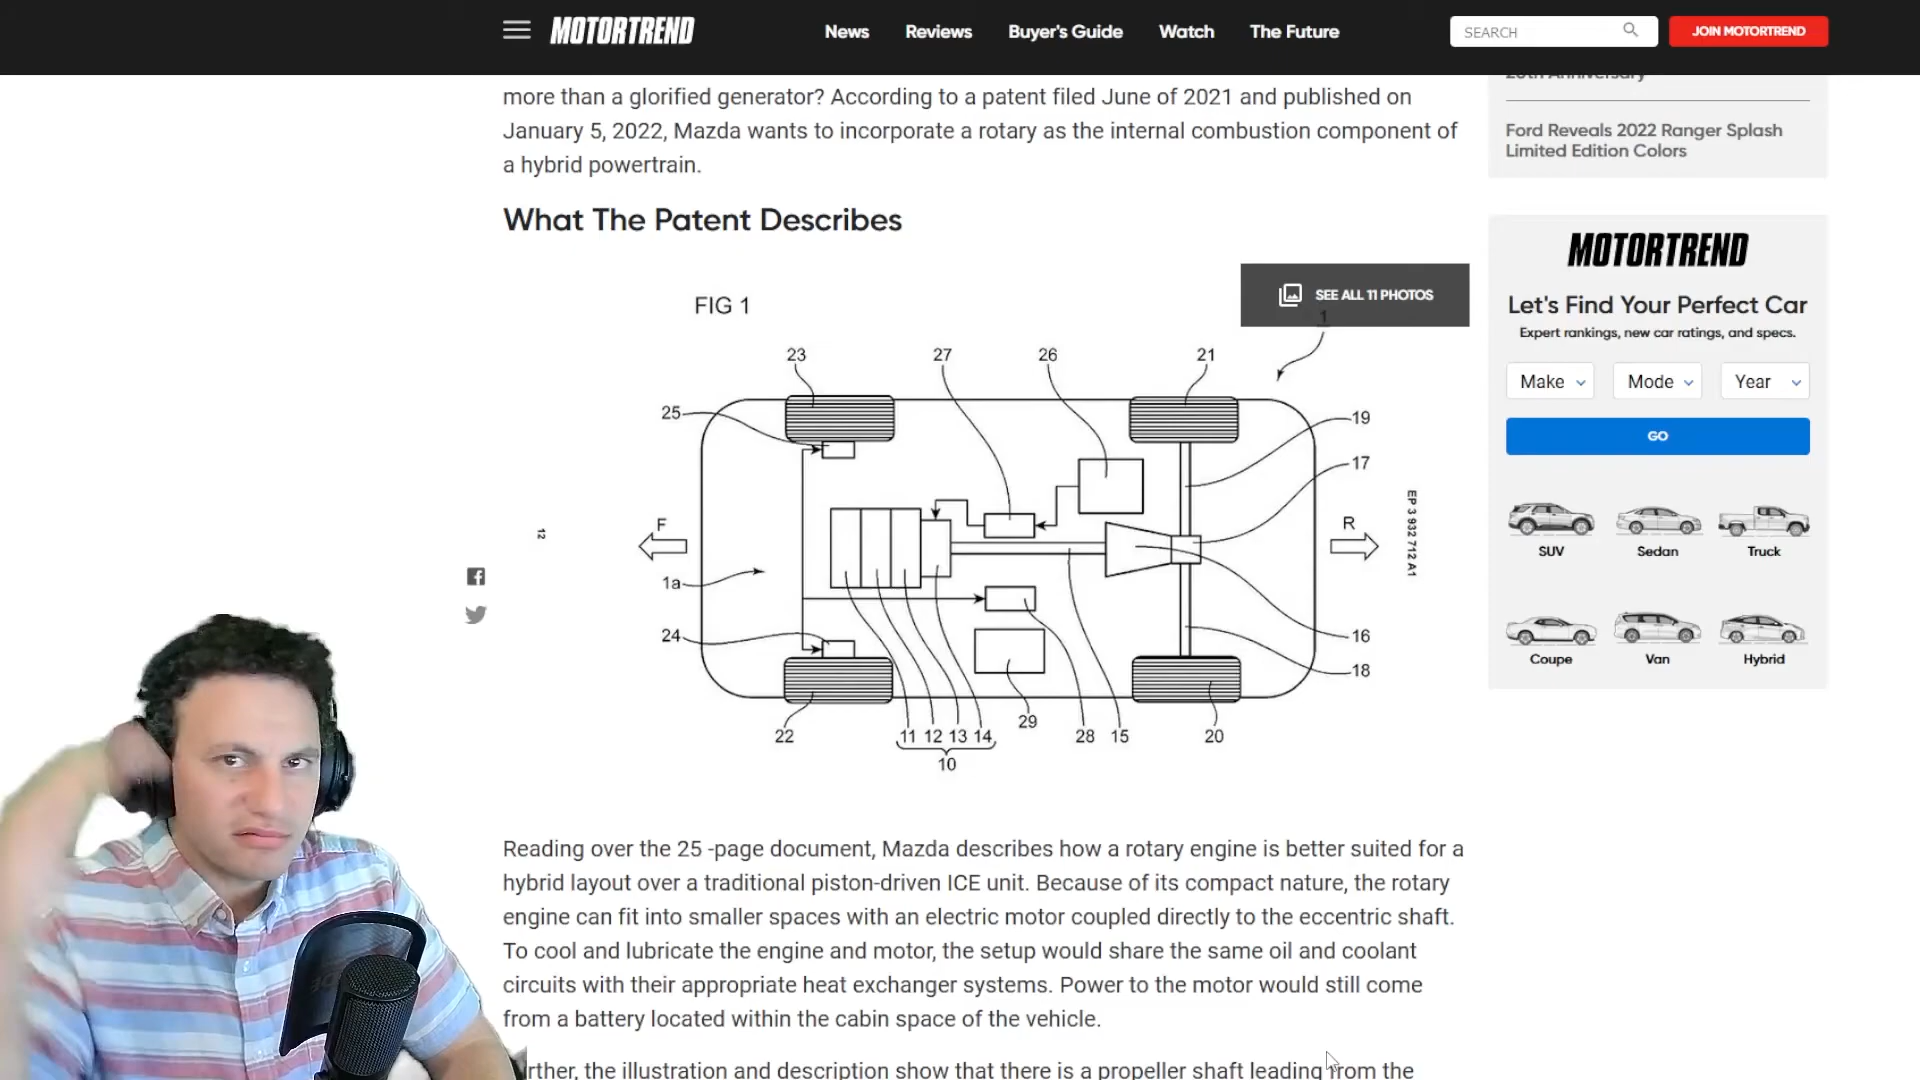 MOTORTREND
News
Reviews
Buyer's Guide
Watch
The Future
SEARCH
JOIN MOTORTREND
more than a glorified generator? According to a patent filed June of 2021 and published on
January 5, 2022, Mazda wants to incorporate a rotary as the internal combustion component of
a hybrid powertrain.
What The Patent Describes
SEE ALL 11 PHOTOS
FIG 1
1
23
27
26
21
25
19
17
F
R
12
EP 3 932 712 A1
1a
24
16
18
29
22
11 12 13 14
28
15
20
10
Reading over the 25 -page document, Mazda describes how a rotary engine is better suited for a
hybrid layout over a traditional piston-driven ICE unit. Because of its compact nature, the rotary
engine can fit into smaller spaces with an electric motor coupled directly to the eccentric shaft.
To cool and lubricate the engine and motor, the setup would share the same oil and coolant
circuits with their appropriate heat exchanger systems. Power to the motor would still come
from a battery located within the cabin space of the vehicle.
the illustration and description show that there is a propeller shaft leading from the
Anniversary
Ford Reveals 2022 Ranger Splash
Limited Edition Colors
MOTORTREND
Let's Find Your Perfect Car
Expert rankings, new car ratings, and specs.
Make
Mode
Year
GO
SUV
Sedan
Truck
Coupe
Van
Hybrid